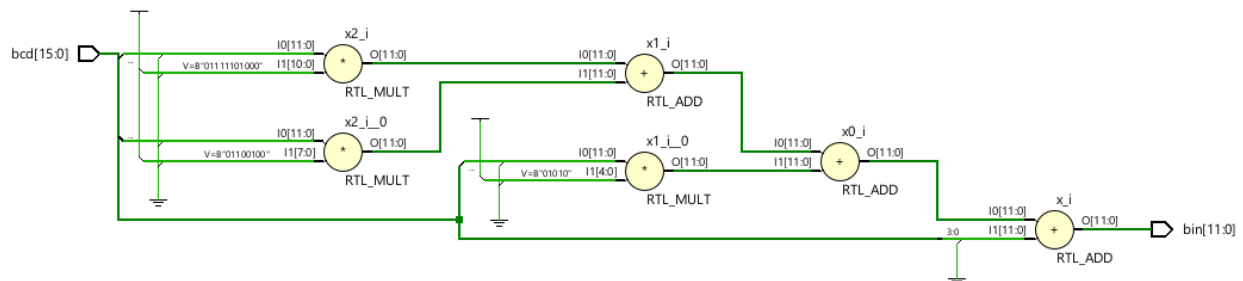 x2_i
bcd[15:0]
I0[11:0]
O[11:0]
V=B"01111101000"
I1[10:0]
*
RTL_MULT
x1_i
I0[11:0]
O[11:0]
I1[11:0]
+
RTL_ADD
x2_i__0
...
I0[11:0]
O[11:0]
V=B"01100100"
I1[7:0]
*
RTL_MULT
x1_i__0
I0[11:0]
O[11:0]
...
V=B"01010"
I1[4:0]
*
RTL_MULT
x0_i
I0[11:0]
O[11:0]
I1[11:0]
+
RTL_ADD
x_i
I0[11:0]
O[11:0]
3:0
I1[11:0]
+
RTL_ADD
bin[11:0]